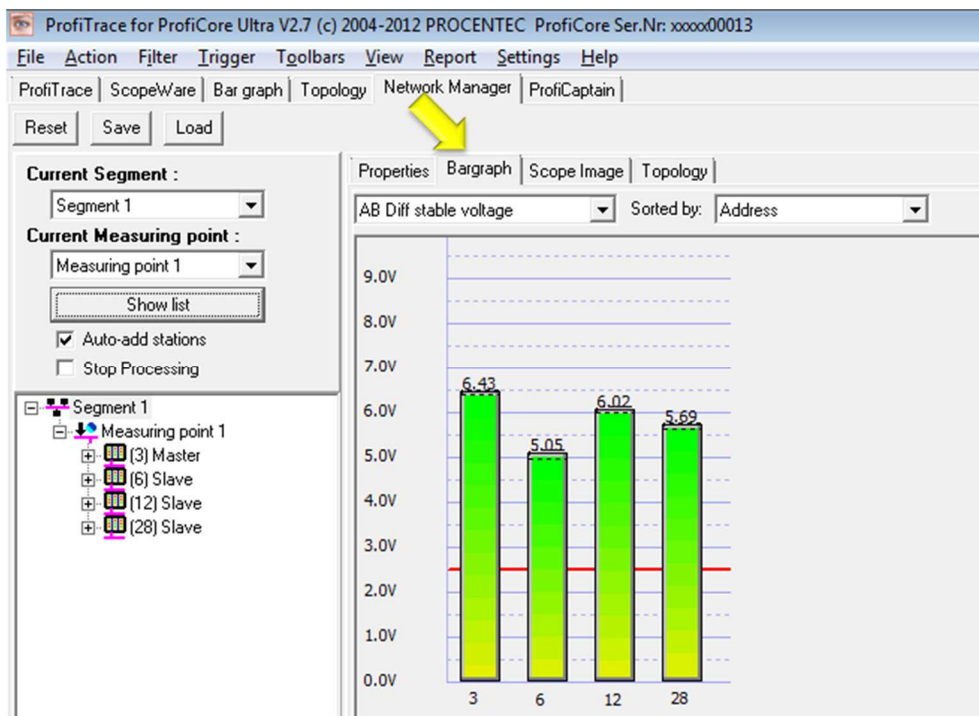 ProfiTrace for ProfiCore Ultra V2.7 (c) 2004-2012 PROCENTEC ProfiCore Ser.Nr: xxxxx00013
File Action Filter Trigger Toolbars View Report Settings Help
ProfiTrace ScopeWare Bar graph Topology Network Manager ProfiCaptain
Reset Save Load
Current Segment :
Segment 1
Current Measuring point :
Measuring point 1
Show list
Auto-add stations
Stop Processing
Segment 1
Measuring point 1
(3) Master
(6) Slave
(12) Slave
(28) Slave
Properties Bargraph Scope Image Topology
AB Diff stable voltage Sorted by: Address
9.0V
8.0V
7.0V
6.0V
5.0V
4.0V
3.0V
2.0V
1.0V
0.0V
6.43 5.05 6.02 5.69
3 6 12 28